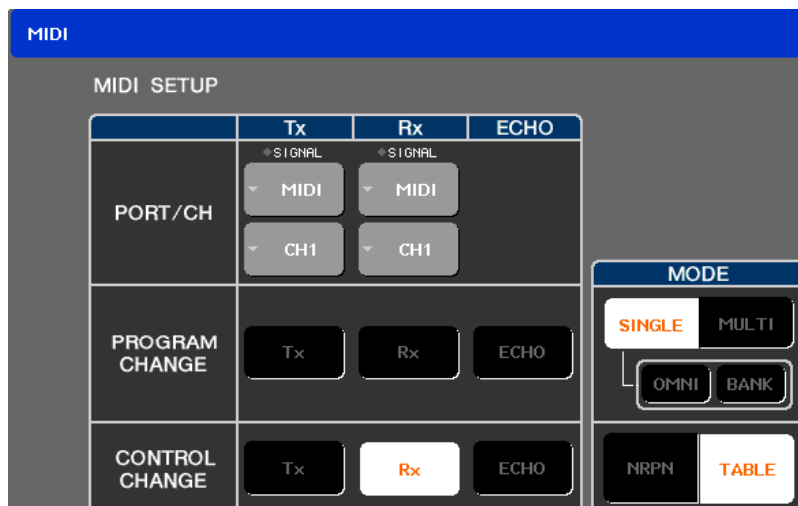 MIDI
MIDI SETUP
Tx Rx ECHO
SIGNAL SIGNAL
PORT/CH MIDI MIDI
CH1 CH1
MODE
PROGRAM CHANGE Tx Rx ECHO SINGLE MULTI
OMNI BANK
CONTROL CHANGE Tx Rx ECHO NRPN TABLE